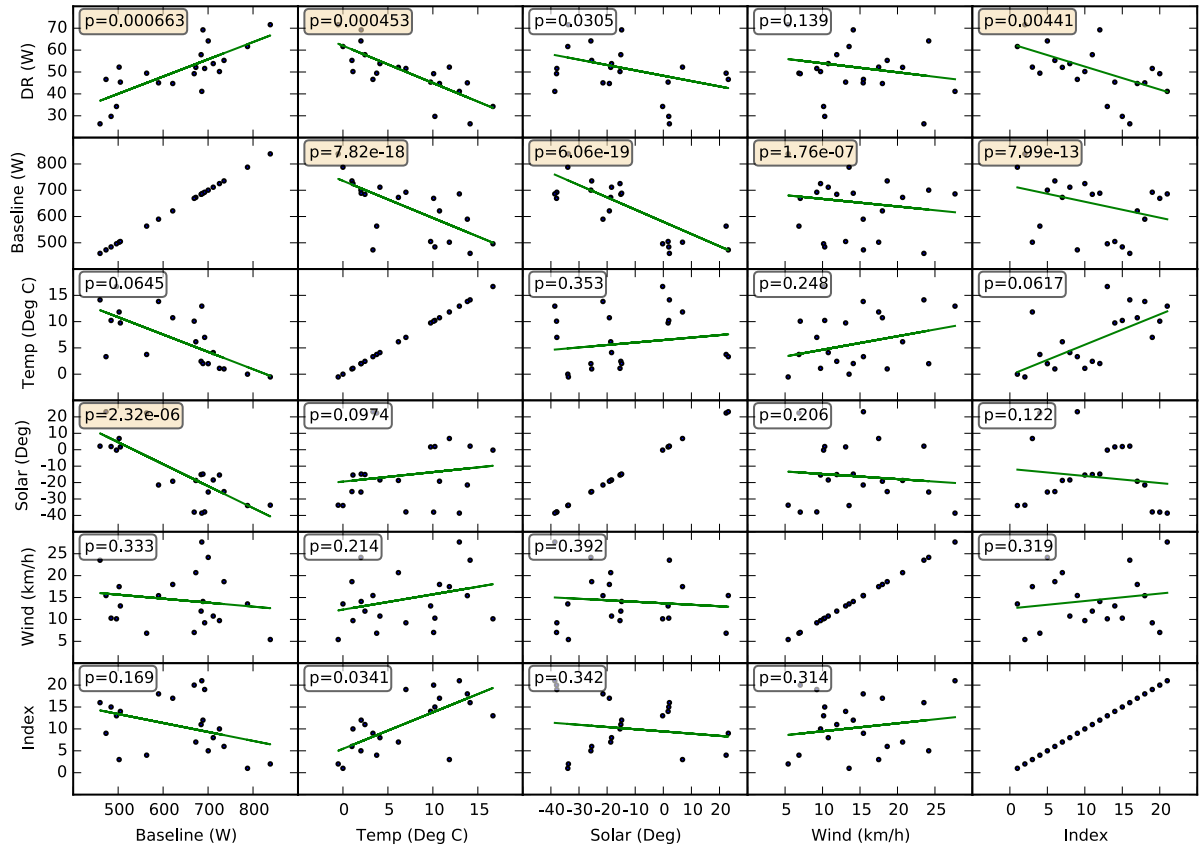 p=0.000663 p=0.000453 p=0.0305 p=0.139 p=0.00441
70
60
50
40
30
DR (W)
p=7.82e-18 p=6.06e-19 p=1.76e-07 p=7.99e-13
800
700
600
500
Baseline (W)
p=0.0645 p=0.353 p=0.248 p=0.0617
15
10
5
0
Temp (Deg C)
p=2.32e-06 p=0.0974 p=0.206 p=0.122
20
10
0
-10
-20
-30
-40
Solar (Deg)
p=0.333 p=0.214 p=0.392 p=0.319
25
20
15
10
5
Wind (km/h)
p=0.169 p=0.0341 p=0.342 p=0.314
20
15
10
5
0
Index
500 600 700 800 0 5 10 15 -40 -30 -20 -10 0 10 20 5 10 15 20 25 0 5 10 15 20
Baseline (W) Temp (Deg C) Solar (Deg) Wind (km/h) Index